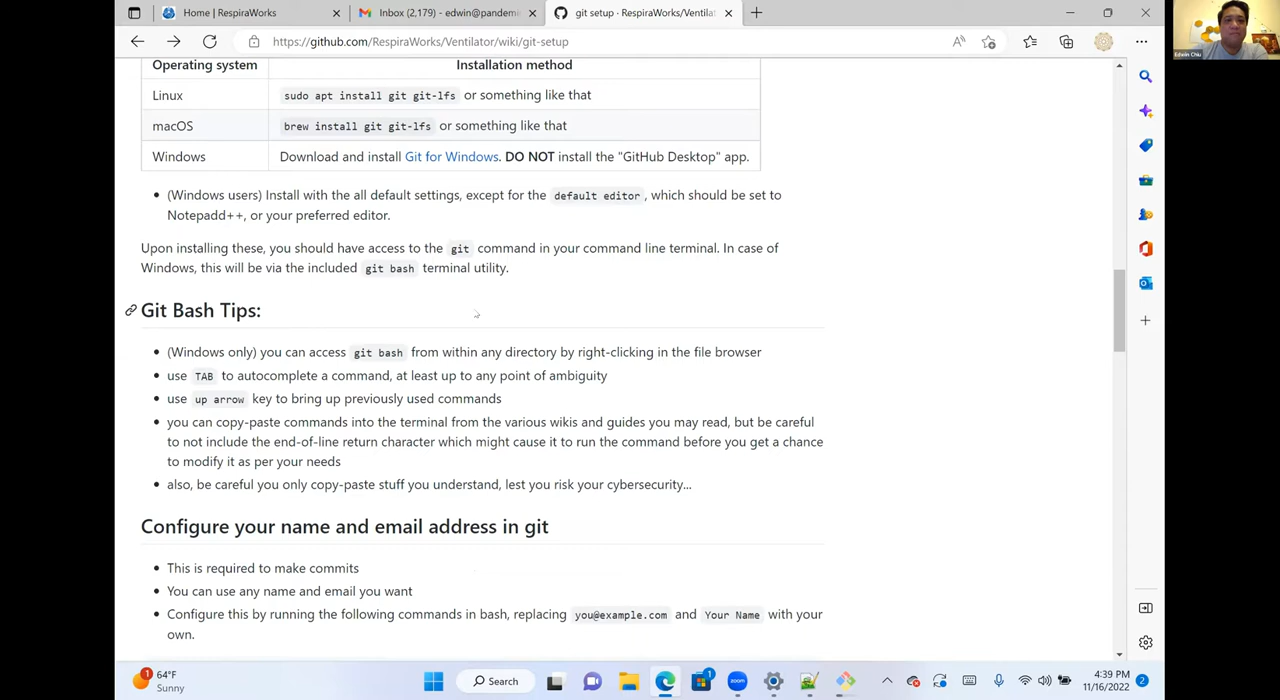 Home | RespiraWorks
Inbox (2,179) - edwin@pandemi
git setup · RespiraWorks/Ventilat
https://github.com/RespiraWorks/Ventilator/wiki/git-setup
Edwin Chiu
Operating system Installation method
Linux sudo apt install git git-lfs or something like that
macOS brew install git git-lfs or something like that
Windows Download and install Git for Windows. DO NOT install the "GitHub Desktop" app.
(Windows users) Install with the all default settings, except for the default editor, which should be set to
Notepadd++, or your preferred editor.
Upon installing these, you should have access to the git command in your command line terminal. In case of
Windows, this will be via the included git bash terminal utility.
Git Bash Tips:
(Windows only) you can access git bash from within any directory by right-clicking in the file browser
use TAB to autocomplete a command, at least up to any point of ambiguity
use up arrow key to bring up previously used commands
you can copy-paste commands into the terminal from the various wikis and guides you may read, but be careful
to not include the end-of-line return character which might cause it to run the command before you get a chance
to modify it as per your needs
also, be careful you only copy-paste stuff you understand, lest you risk your cybersecurity...
Configure your name and email address in git
This is required to make commits
You can use any name and email you want
Configure this by running the following commands in bash, replacing you@example.com and Your Name with your
own.
1
64°F
Sunny
Search
1
zoom
4:39 PM
11/16/2022
2